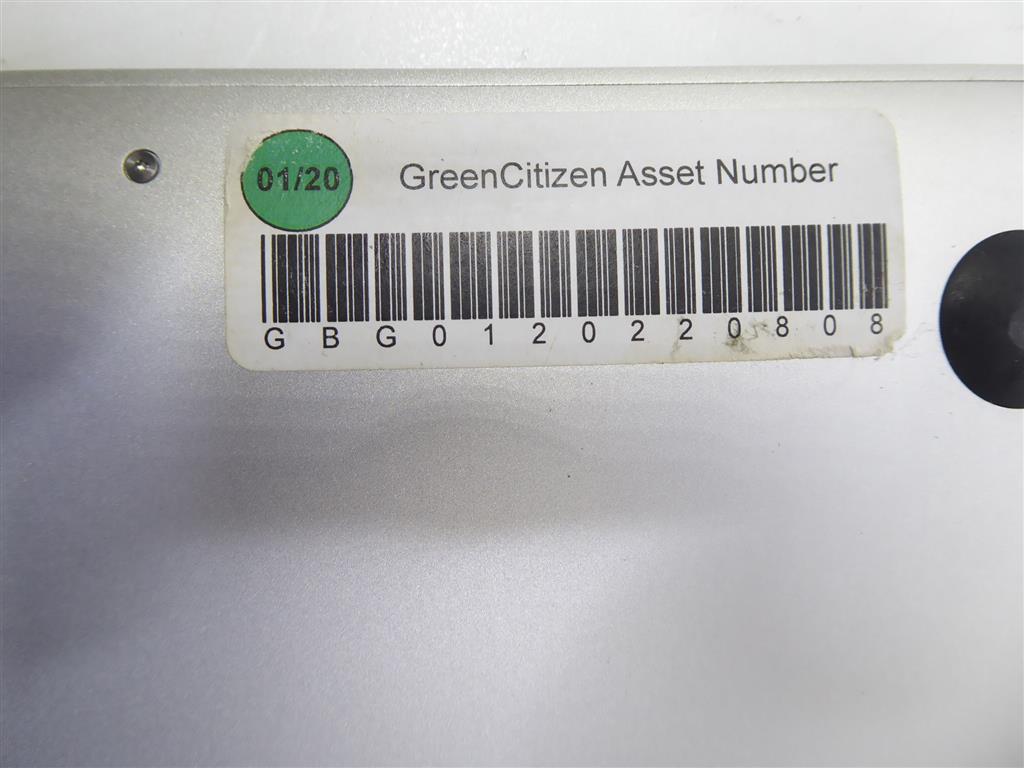 01/20 GreenCitizen Asset Number
GBG0120220808